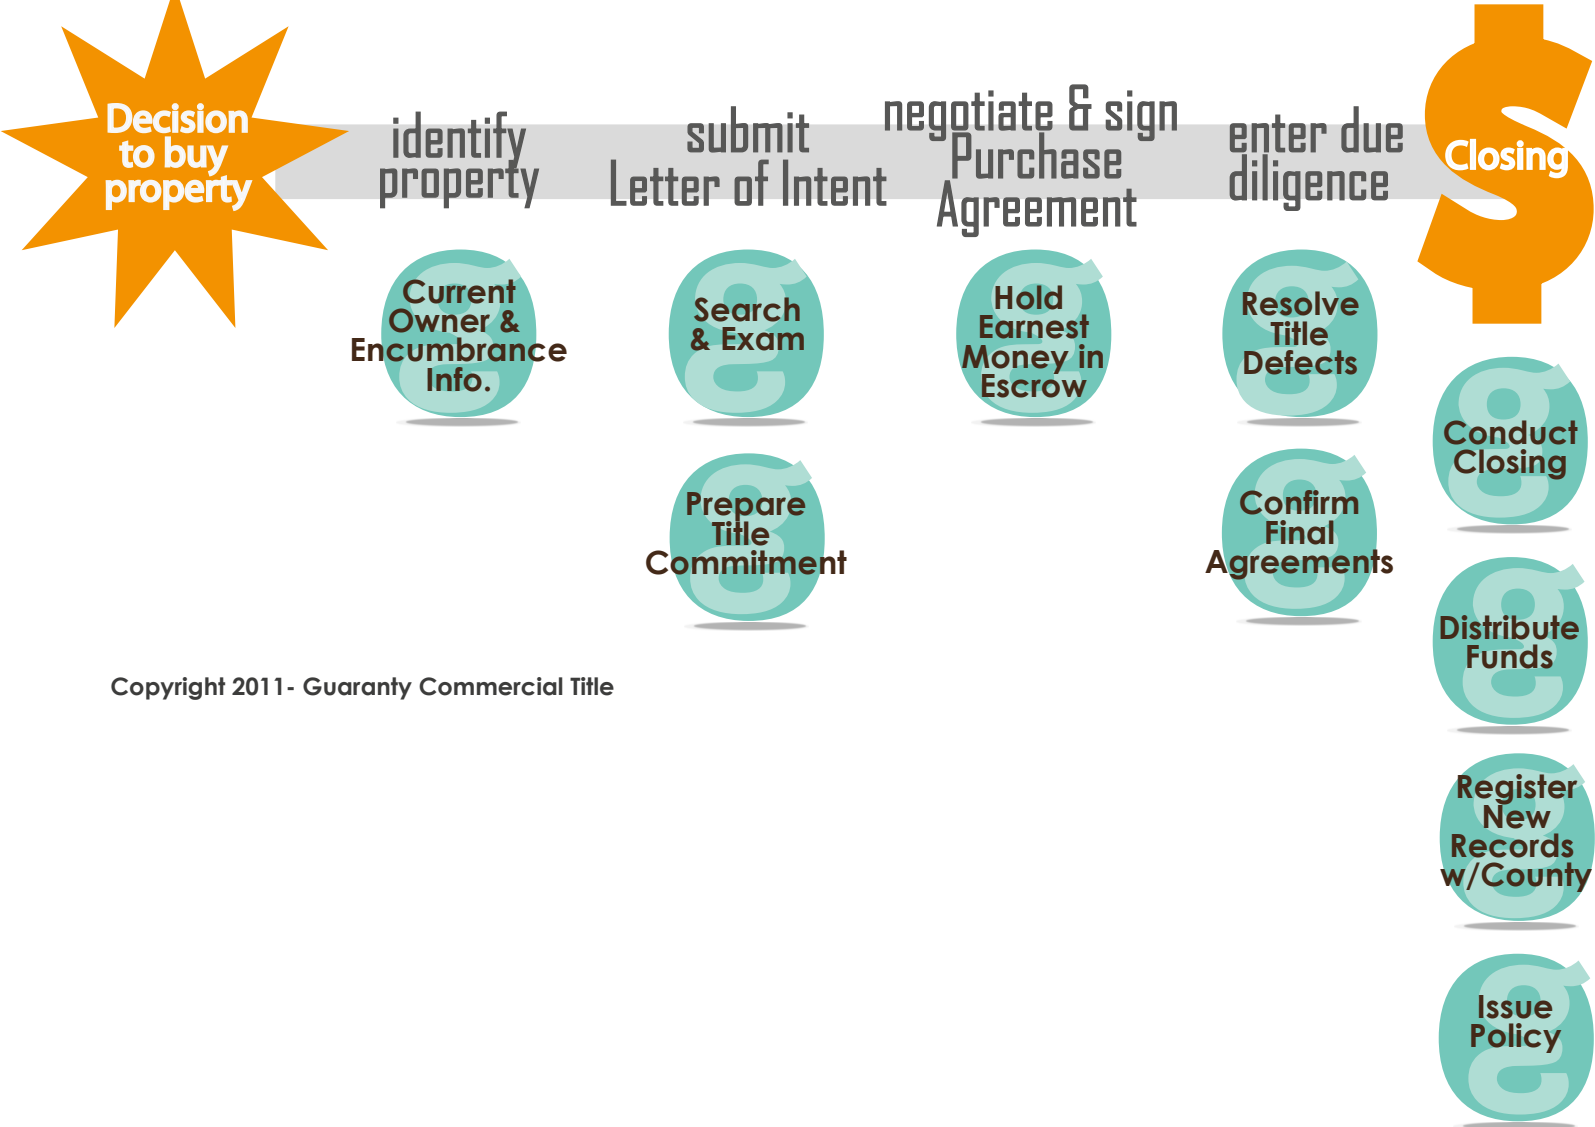 Decision
to buy
property
identify
property
submit
Letter of Intent
negotiate & sign
Purchase
Agreement
enter due
diligence
Closing
Current
Owner &
Encumbrance
Info.
Search
& Exam
Prepare
Title
Commitment
Hold
Earnest
Money in
Escrow
Resolve
Title
Defects
Confirm
Final
Agreements
Conduct
Closing
Distribute
Funds
Register
New
Records
w/County
Issue
Policy
Copyright 2011- Guaranty Commercial Title